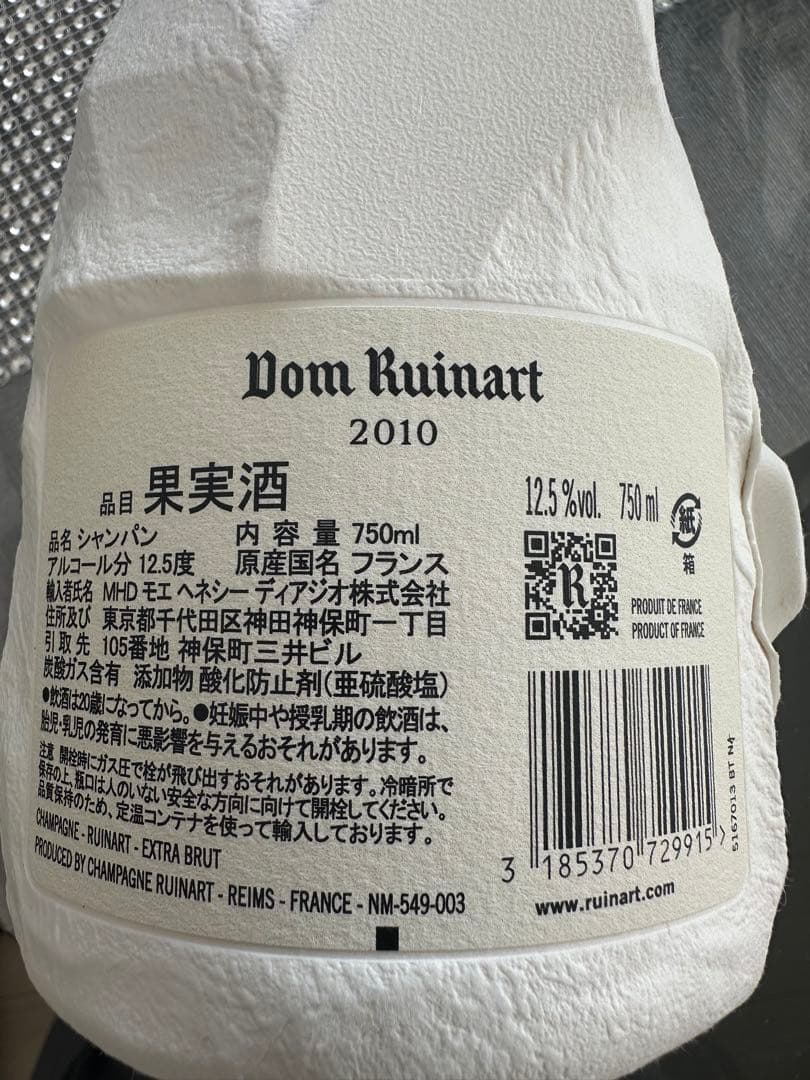 Dom Ruinart
2010
品目 果実酒
品名 シャンパン 内容量 750ml
アルコール分 12.5度 原産国名 フランス
輸入者氏名 MHD モエ ヘネシー ディアジオ株式会社
住所及び 東京都千代田区神田神保町一丁目
引取先 105番地 神保町三井ビル
炭酸ガス含有 添加物 酸化防止剤(亜硫酸塩)
●飲酒は20歳になってから。●妊娠中や授乳期の飲酒は、
胎児・乳児の発育に悪影響を与えるおそれがあります。
注意 開栓時にガス圧で栓が飛び出すおそれがあります。冷暗所で
保存の上、瓶口は人のいない安全な方向に向けて開栓してください。
品質保持のため、定温コンテナを使って輸入しております。
CHAMPAGNE - RUINART - EXTRA BRUT
PRODUCED BY CHAMPAGNE RUINART - REIMS - FRANCE - NM-549-003
12.5 %vol. 750 ml
紙
箱
R
PRODUIT DE FRANCE
PRODUCT OF FRANCE
3 185370 729915 >
5167013 BT NA
www.ruinart.com